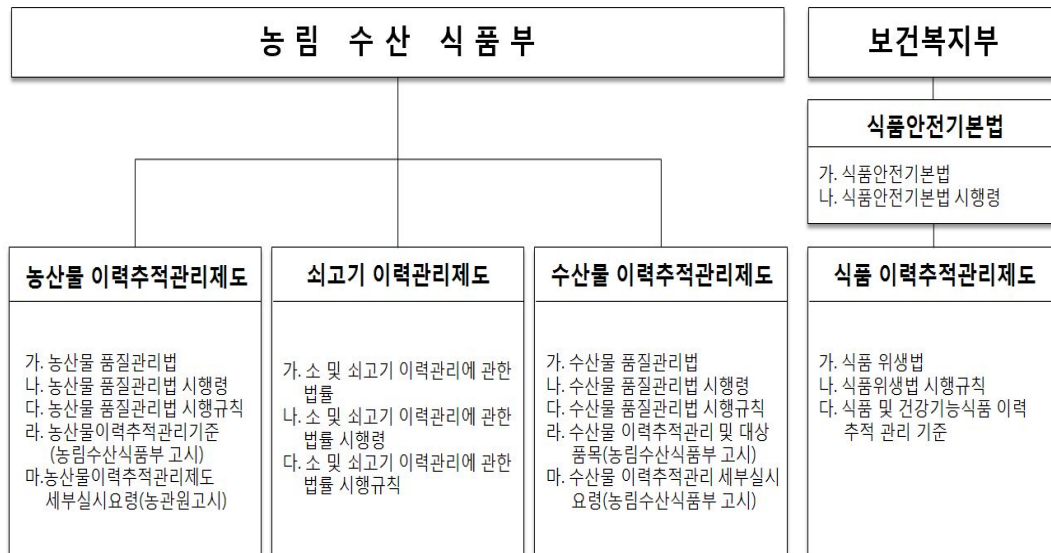 농림 수산 식품부
보건복지부
식품안전기본법
가. 식품안전기본법
나. 식품안전기본법 시행령
농산물 이력추적관리제도
가. 농산물 품질관리법
나. 농산물 품질관리법 시행령
다. 농산물 품질관리법 시행규칙
라. 농산물이력추적관리기준
(농림수산식품부 고시)
마.농산물이력추적관리제도
세부실시요령(농관원고시)
쇠고기 이력관리제도
가. 소 및 쇠고기 이력관리에 관한
법률
나. 소 및 쇠고기 이력관리에 관한
법률 시행령
다. 소 및 쇠고기 이력관리에 관한
법률 시행규칙
수산물 이력추적관리제도
가. 수산물 품질관리법
나. 수산물 품질관리법 시행령
다. 수산물 품질관리법 시행규칙
라. 수산물 이력추적관리 및 대상
품목(농림수산식품부 고시)
마. 수산물 이력추적관리 세부실시
요령(농림수산식품부 고시)
식품 이력추적관리제도
가. 식품 위생법
나. 식품위생법 시행규칙
다. 식품 및 건강기능식품 이력
추적 관리 기준